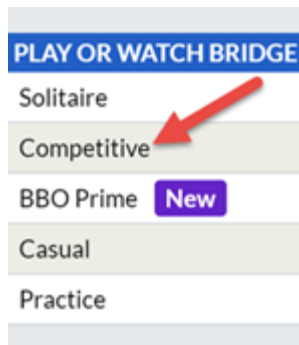 PLAY OR WATCH BRIDGE
Solitaire
Competitive
BBO Prime New
Casual
Practice